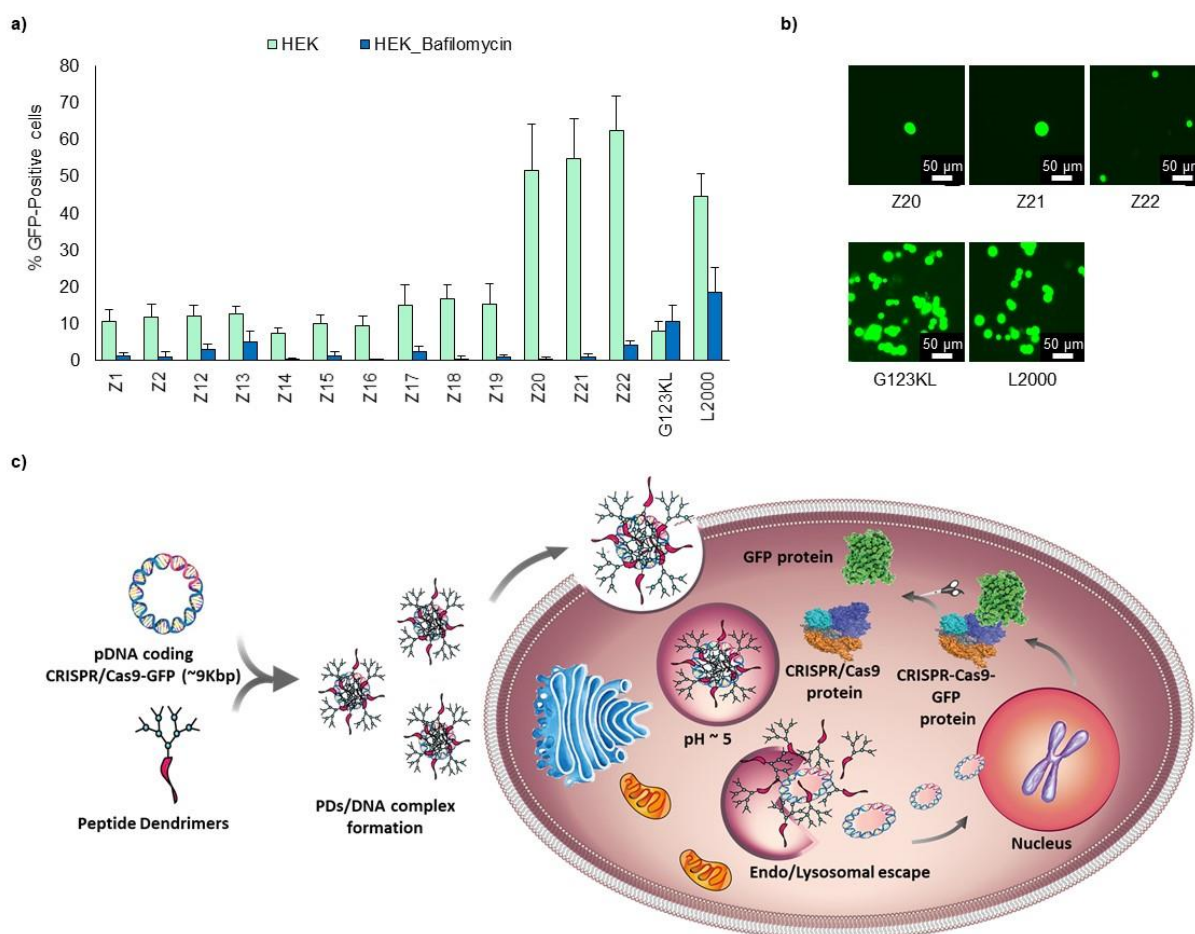 a)
HEK HEK_Bafilomycin
80
70
60
50
40
30
20
10
0
% GFP-Positive cells
Z1 Z2 Z12 Z13 Z14 Z15 Z16 Z17 Z18 Z19 Z20 Z21 Z22 G123KL L2000
b)
50 µm 50 µm 50 µm
Z20 Z21 Z22
50 µm 50 µm
G123KL L2000
c)
pDNA coding
CRISPR/Cas9-GFP (~9Kbp)
Peptide Dendrimers
PDs/DNA complex
formation
GFP protein
CRISPR/Cas9
protein
CRISPR-Cas9-
GFP
protein
pH ~ 5
Endo/Lysosomal escape
Nucleus